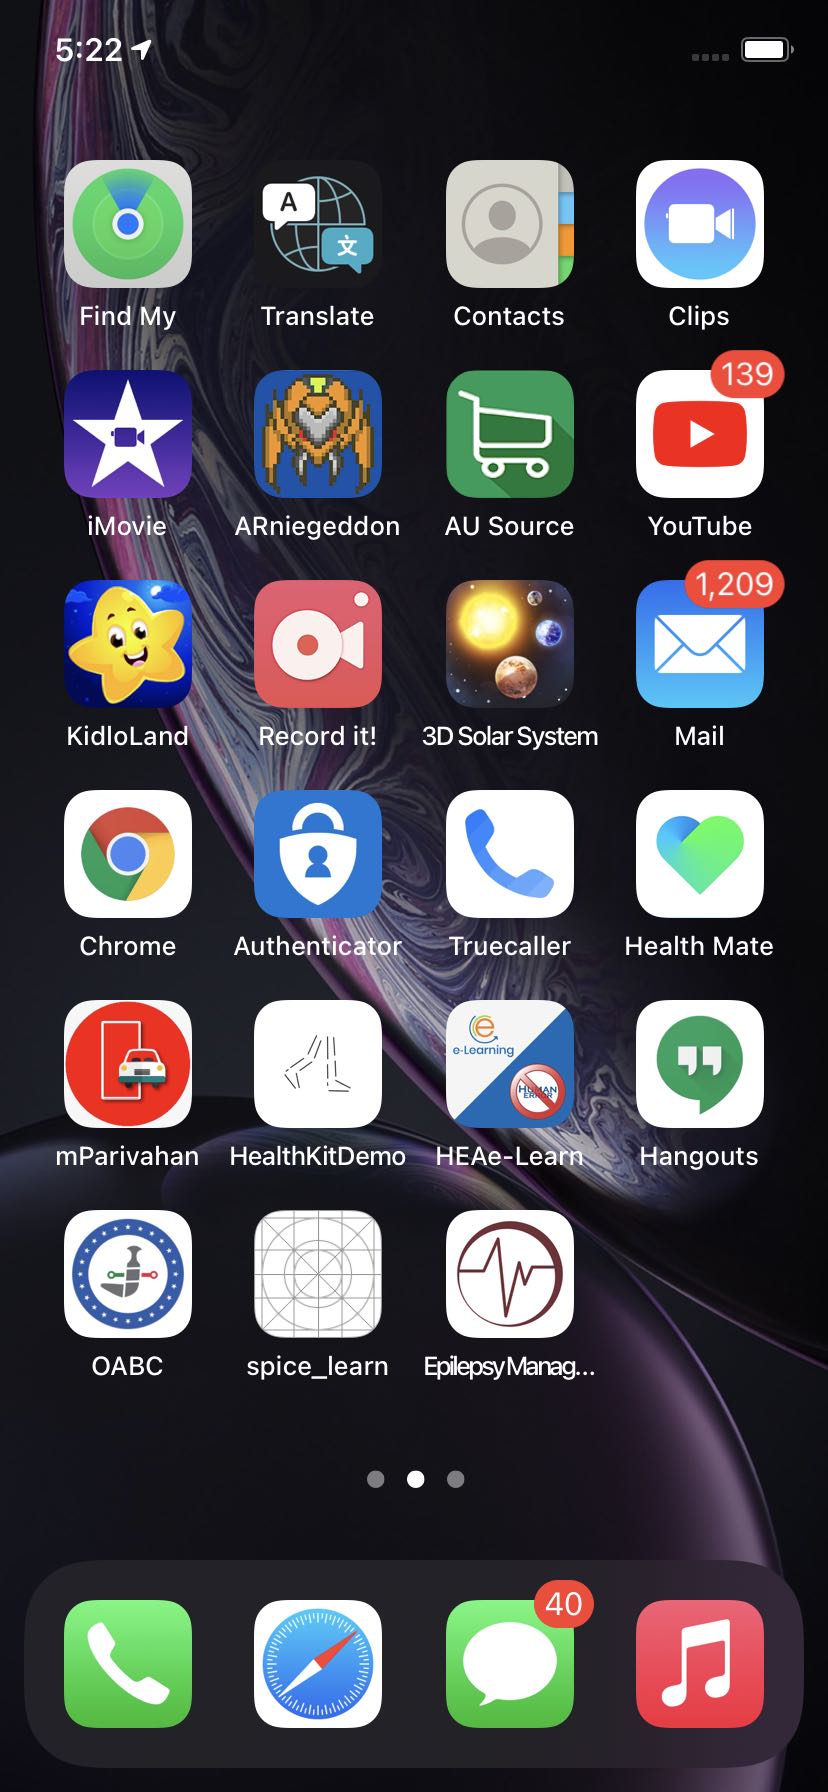 5:22
A
文
Find My
Translate
Contacts
Clips
139
iMovie
ARniegeddon
AU Source
YouTube
1,209
KidloLand
Record it!
3D Solar System
Mail
Chrome
Authenticator
Truecaller
Health Mate
e
e-Learning
HUMAN
ERROR
mParivahan
HealthKitDemo
HEAe-Learn
Hangouts
OABC
spice_learn
Epilepsy Manag...
40